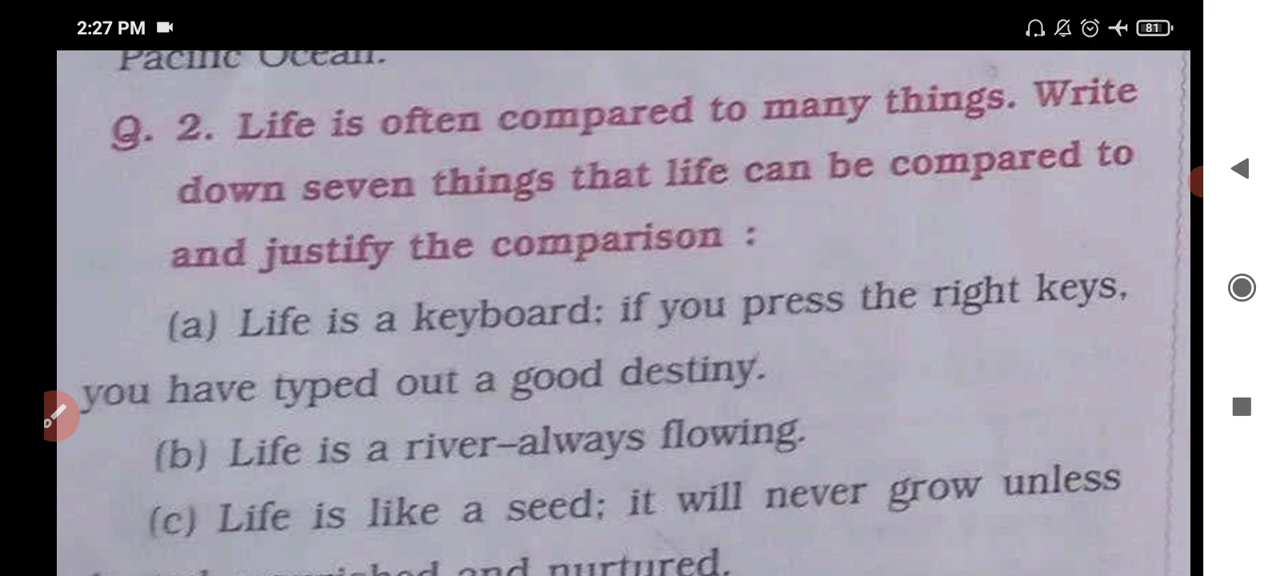 2:27 PM
81
Pacific Ocean.
Q. 2. Life is often compared to many things. Write
down seven things that life can be compared to
and justify the comparison :
(a) Life is a keyboard; if you press the right keys,
you have typed out a good destiny.
(b) Life is a river–always flowing.
(c) Life is like a seed; it will never grow unless
and nurtured.